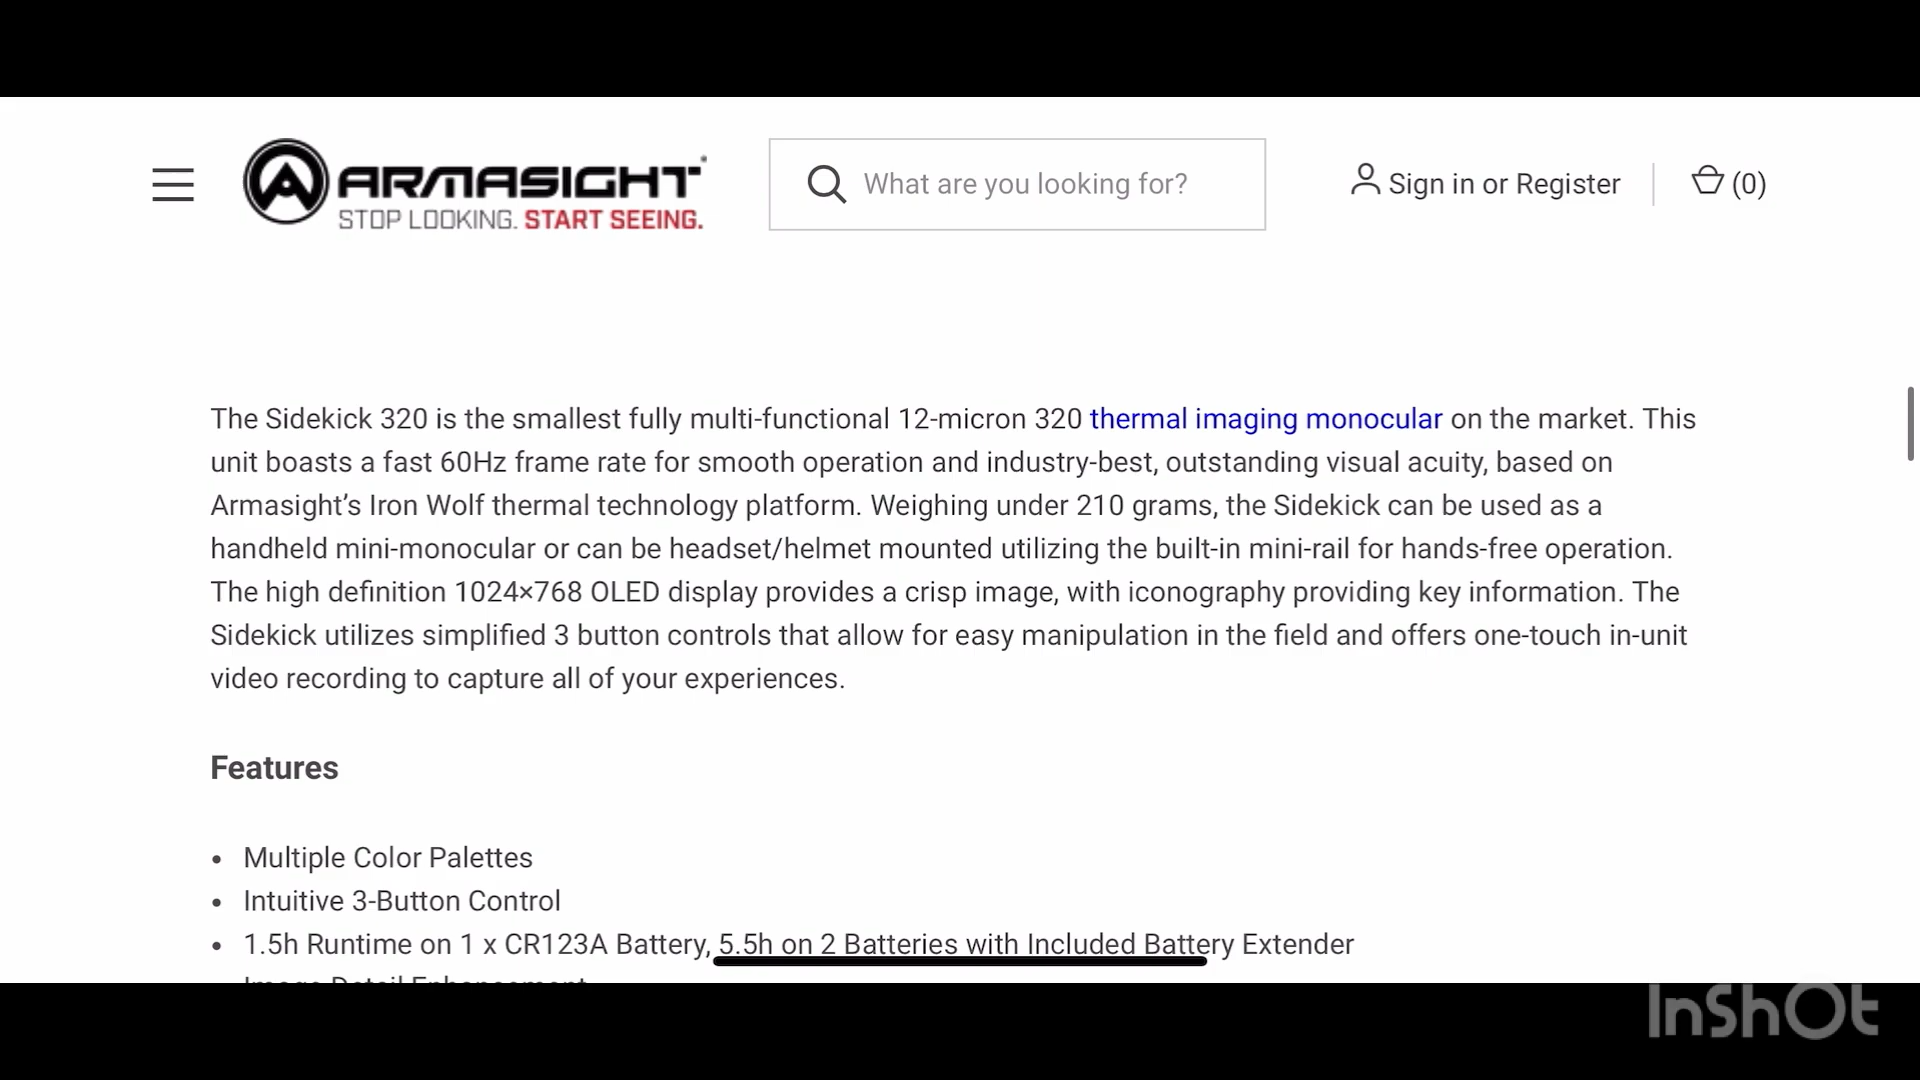 ARMASIGHT
STOP LOOKING. START SEEING.
What are you looking for?
Sign in or Register
(0)
The Sidekick 320 is the smallest fully multi-functional 12-micron 320 thermal imaging monocular on the market. This
unit boasts a fast 60Hz frame rate for smooth operation and industry-best, outstanding visual acuity, based on
Armasight’s Iron Wolf thermal technology platform. Weighing under 210 grams, the Sidekick can be used as a
handheld mini-monocular or can be headset/helmet mounted utilizing the built-in mini-rail for hands-free operation.
The high definition 1024×768 OLED display provides a crisp image, with iconography providing key information. The
Sidekick utilizes simplified 3 button controls that allow for easy manipulation in the field and offers one-touch in-unit
video recording to capture all of your experiences.
Features
• Multiple Color Palettes
• Intuitive 3-Button Control
• 1.5h Runtime on 1 x CR123A Battery, 5.5h on 2 Batteries with Included Battery Extender
Image Detail Enhancement
InShOt